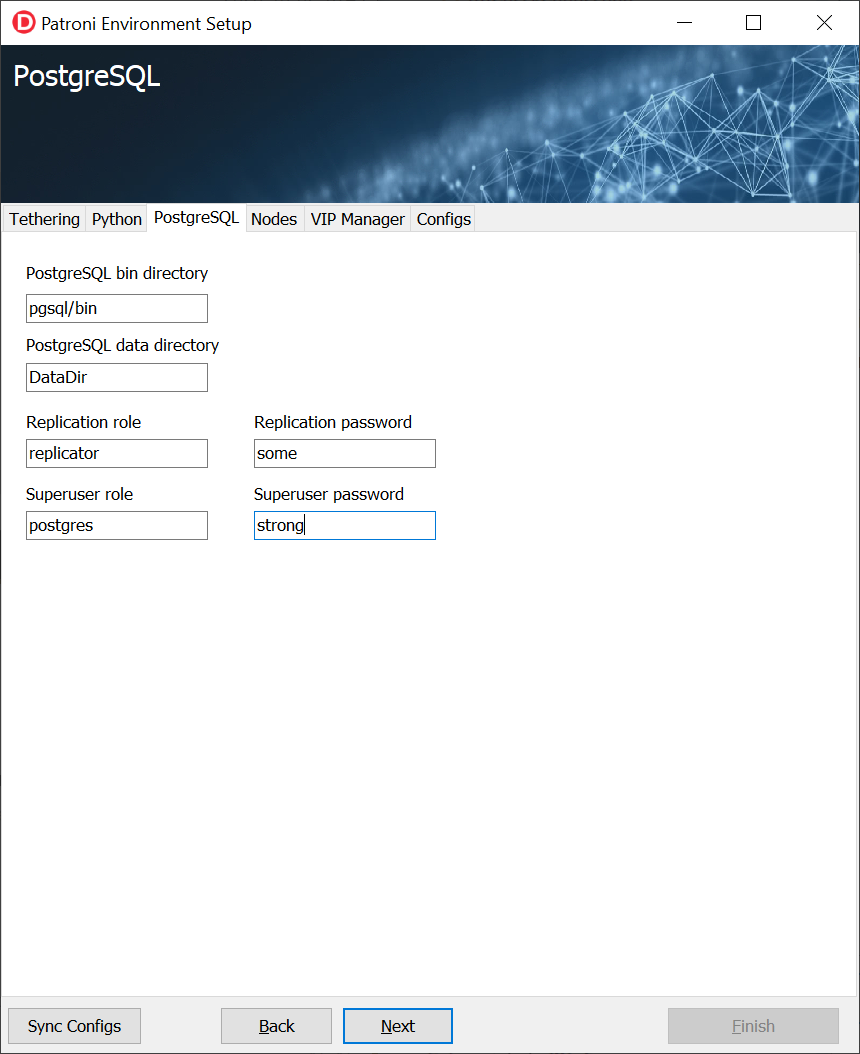 Patroni Environment Setup
PostgreSQL
Tethering Python PostgreSQL Nodes VIP Manager Configs
PostgreSQL bin directory
pgsql/bin
PostgreSQL data directory
DataDir
Replication role Replication password
replicator some
Superuser role Superuser password
postgres strong
Sync Configs Back Next Finish